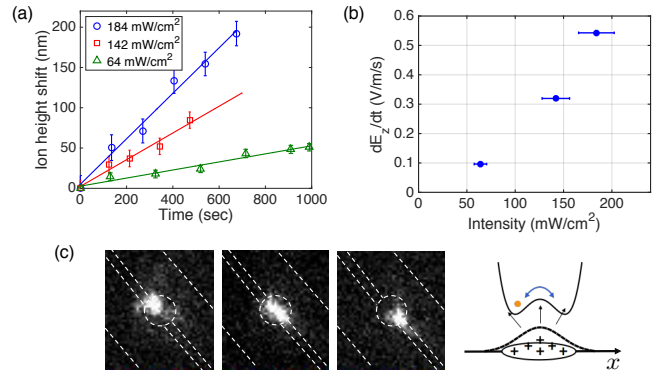 (a)
Ion height shift (nm)
200
150
100
50
0
184 mW/cm²
142 mW/cm²
64 mW/cm²
0 200 400 600 800 1000
Time (sec)
(b)
dE_z/dt (V/m/s)
0.6
0.5
0.4
0.3
0.2
0.1
0
0 50 100 150 200
Intensity (mW/cm²)
(c)
+ + + + + +
x